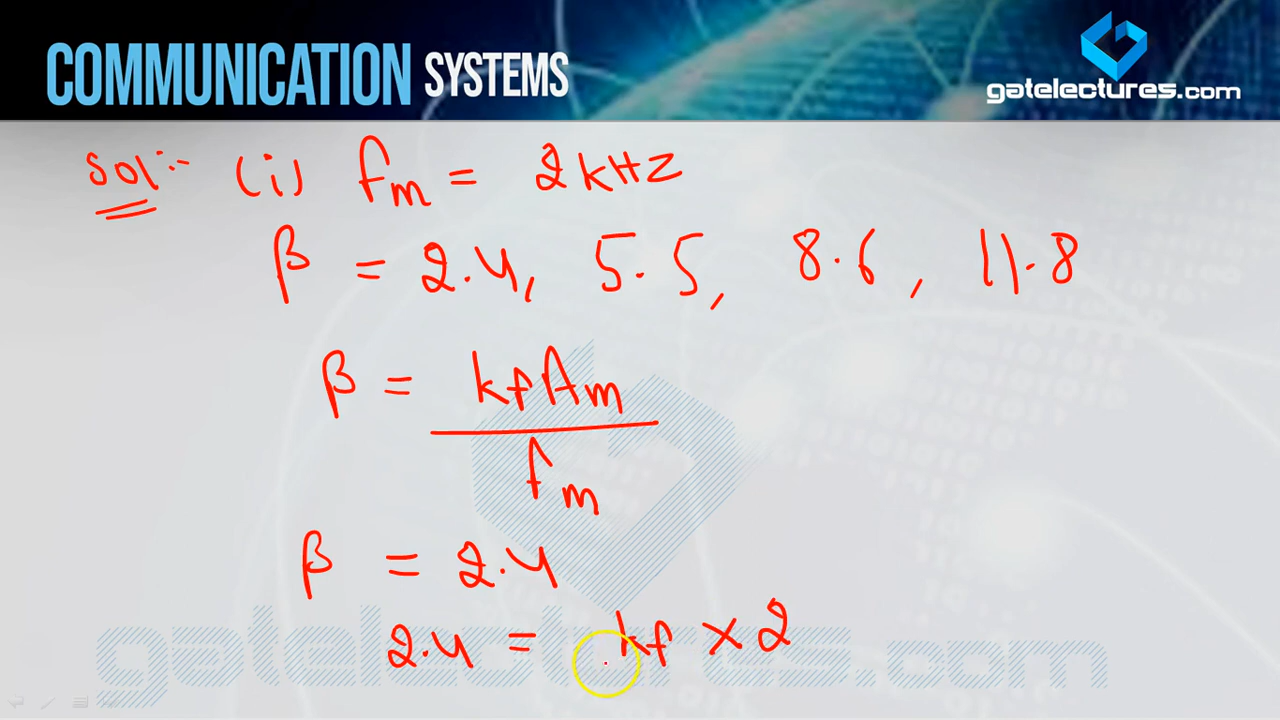 COMMUNICATION SYSTEMS
gatelectures.com
Sol:- (i) fm = 2kHz
β = 2.4, 5.5, 8.6, 11.8
β = kfAm
fm
β = 2.4
2.4 = kf × 2
gatelectures.com